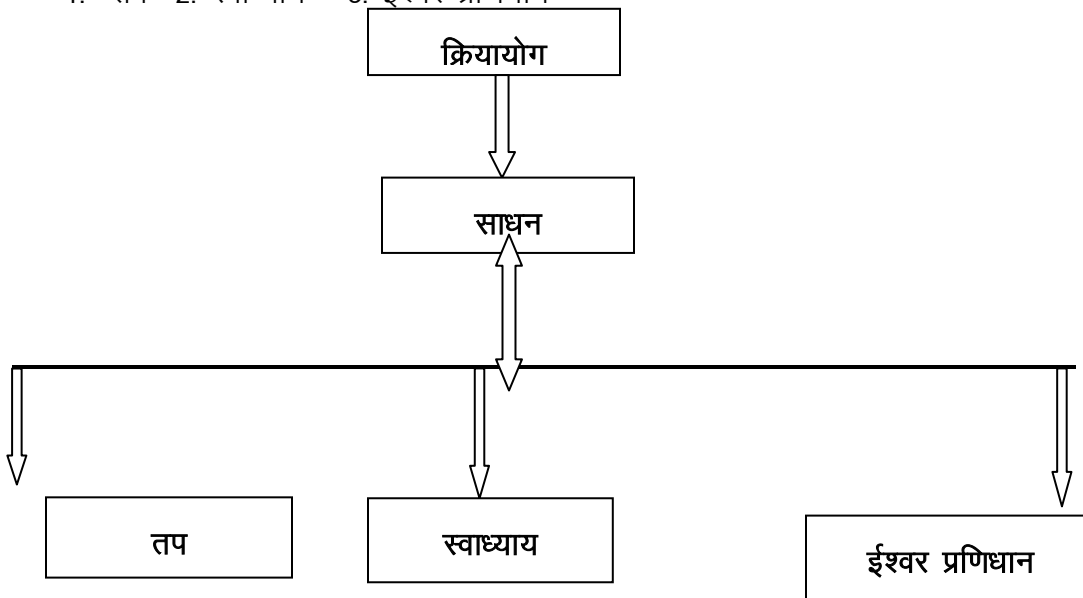 क्रियायोग
साधन
तप
स्वाध्याय
ईश्वर प्रणिधान